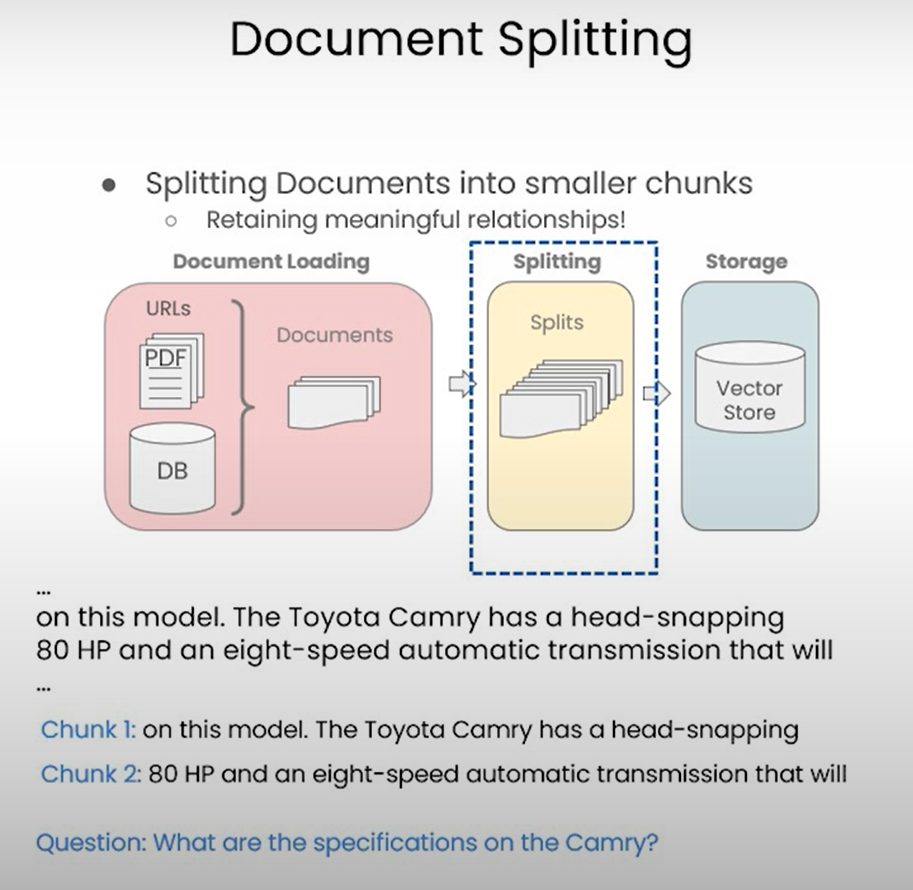 Document Splitting
● Splitting Documents into smaller chunks
○ Retaining meaningful relationships!
Document Loading
URLs
PDF
DB
Documents
Splitting
Splits
Storage
Vector
Store
...
on this model. The Toyota Camry has a head-snapping
80 HP and an eight-speed automatic transmission that will
...
Chunk 1: on this model. The Toyota Camry has a head-snapping
Chunk 2: 80 HP and an eight-speed automatic transmission that will
Question: What are the specifications on the Camry?